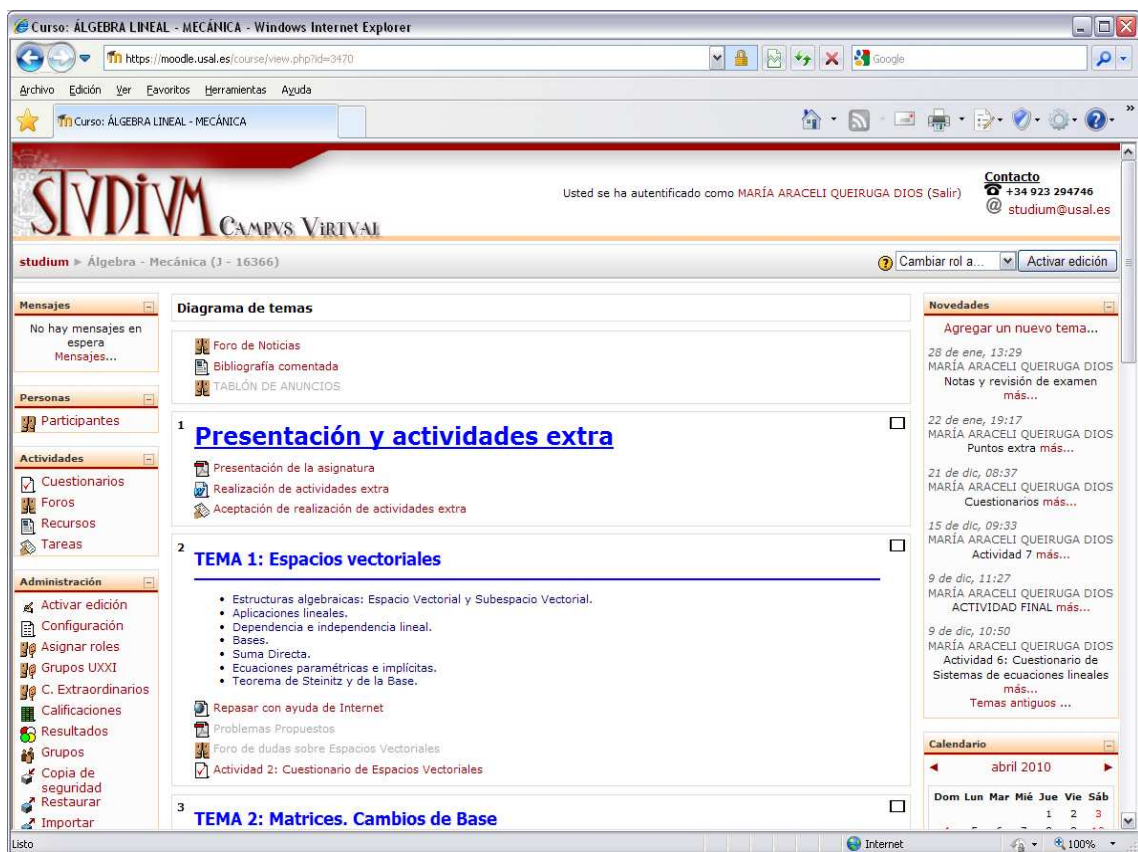 Curso: ÁLGEBRA LINEAL - MECÁNICA - Windows Internet Explorer
https://moodle.usal.es/course/view.php?id=3470
Google
Archivo Edición Ver Favoritos Herramientas Ayuda
Curso: ÁLGEBRA LINEAL - MECÁNICA
STVDIVM
CAMPVS VIRTVAL
Usted se ha autentificado como MARÍA ARACELI QUEIRUGA DIOS (Salir)
Contacto
+34 923 294746
studium@usal.es
studium ► Álgebra - Mecánica (J - 16366)
Cambiar rol a...
Activar edición
Mensajes
No hay mensajes en
espera
Mensajes...
Personas
Participantes
Actividades
Cuestionarios
Foros
Recursos
Tareas
Administración
Activar edición
Configuración
Asignar roles
Grupos UXXI
C. Extraordinarios
Calificaciones
Resultados
Grupos
Copia de
seguridad
Restaurar
Importar
Diagrama de temas
Foro de Noticias
Bibliografía comentada
TABLÓN DE ANUNCIOS
1
Presentación y actividades extra
Presentación de la asignatura
Realización de actividades extra
Aceptación de realización de actividades extra
2
TEMA 1: Espacios vectoriales
• Estructuras algebraicas: Espacio Vectorial y Subespacio Vectorial.
• Aplicaciones lineales.
• Dependencia e independencia lineal.
• Bases.
• Suma Directa.
• Ecuaciones paramétricas e implícitas.
• Teorema de Steinitz y de la Base.
Repasar con ayuda de Internet
Problemas Propuestos
Foro de dudas sobre Espacios Vectoriales
Actividad 2: Cuestionario de Espacios Vectoriales
3
TEMA 2: Matrices. Cambios de Base
Novedades
Agregar un nuevo tema...
28 de ene, 13:29
MARÍA ARACELI QUEIRUGA DIOS
Notas y revisión de examen
más...
22 de ene, 19:17
MARÍA ARACELI QUEIRUGA DIOS
Puntos extra más...
21 de dic, 08:37
MARÍA ARACELI QUEIRUGA DIOS
Cuestionarios más...
15 de dic, 09:33
MARÍA ARACELI QUEIRUGA DIOS
Actividad 7 más...
9 de dic, 11:27
MARÍA ARACELI QUEIRUGA DIOS
ACTIVIDAD FINAL más...
9 de dic, 10:50
MARÍA ARACELI QUEIRUGA DIOS
Actividad 6: Cuestionario de
Sistemas de ecuaciones lineales
más...
Temas antiguos ...
Calendario
◄ abril 2010 ►
Dom Lun Mar Mié Jue Vie Sáb
1 2 3
Listo
Internet
100%